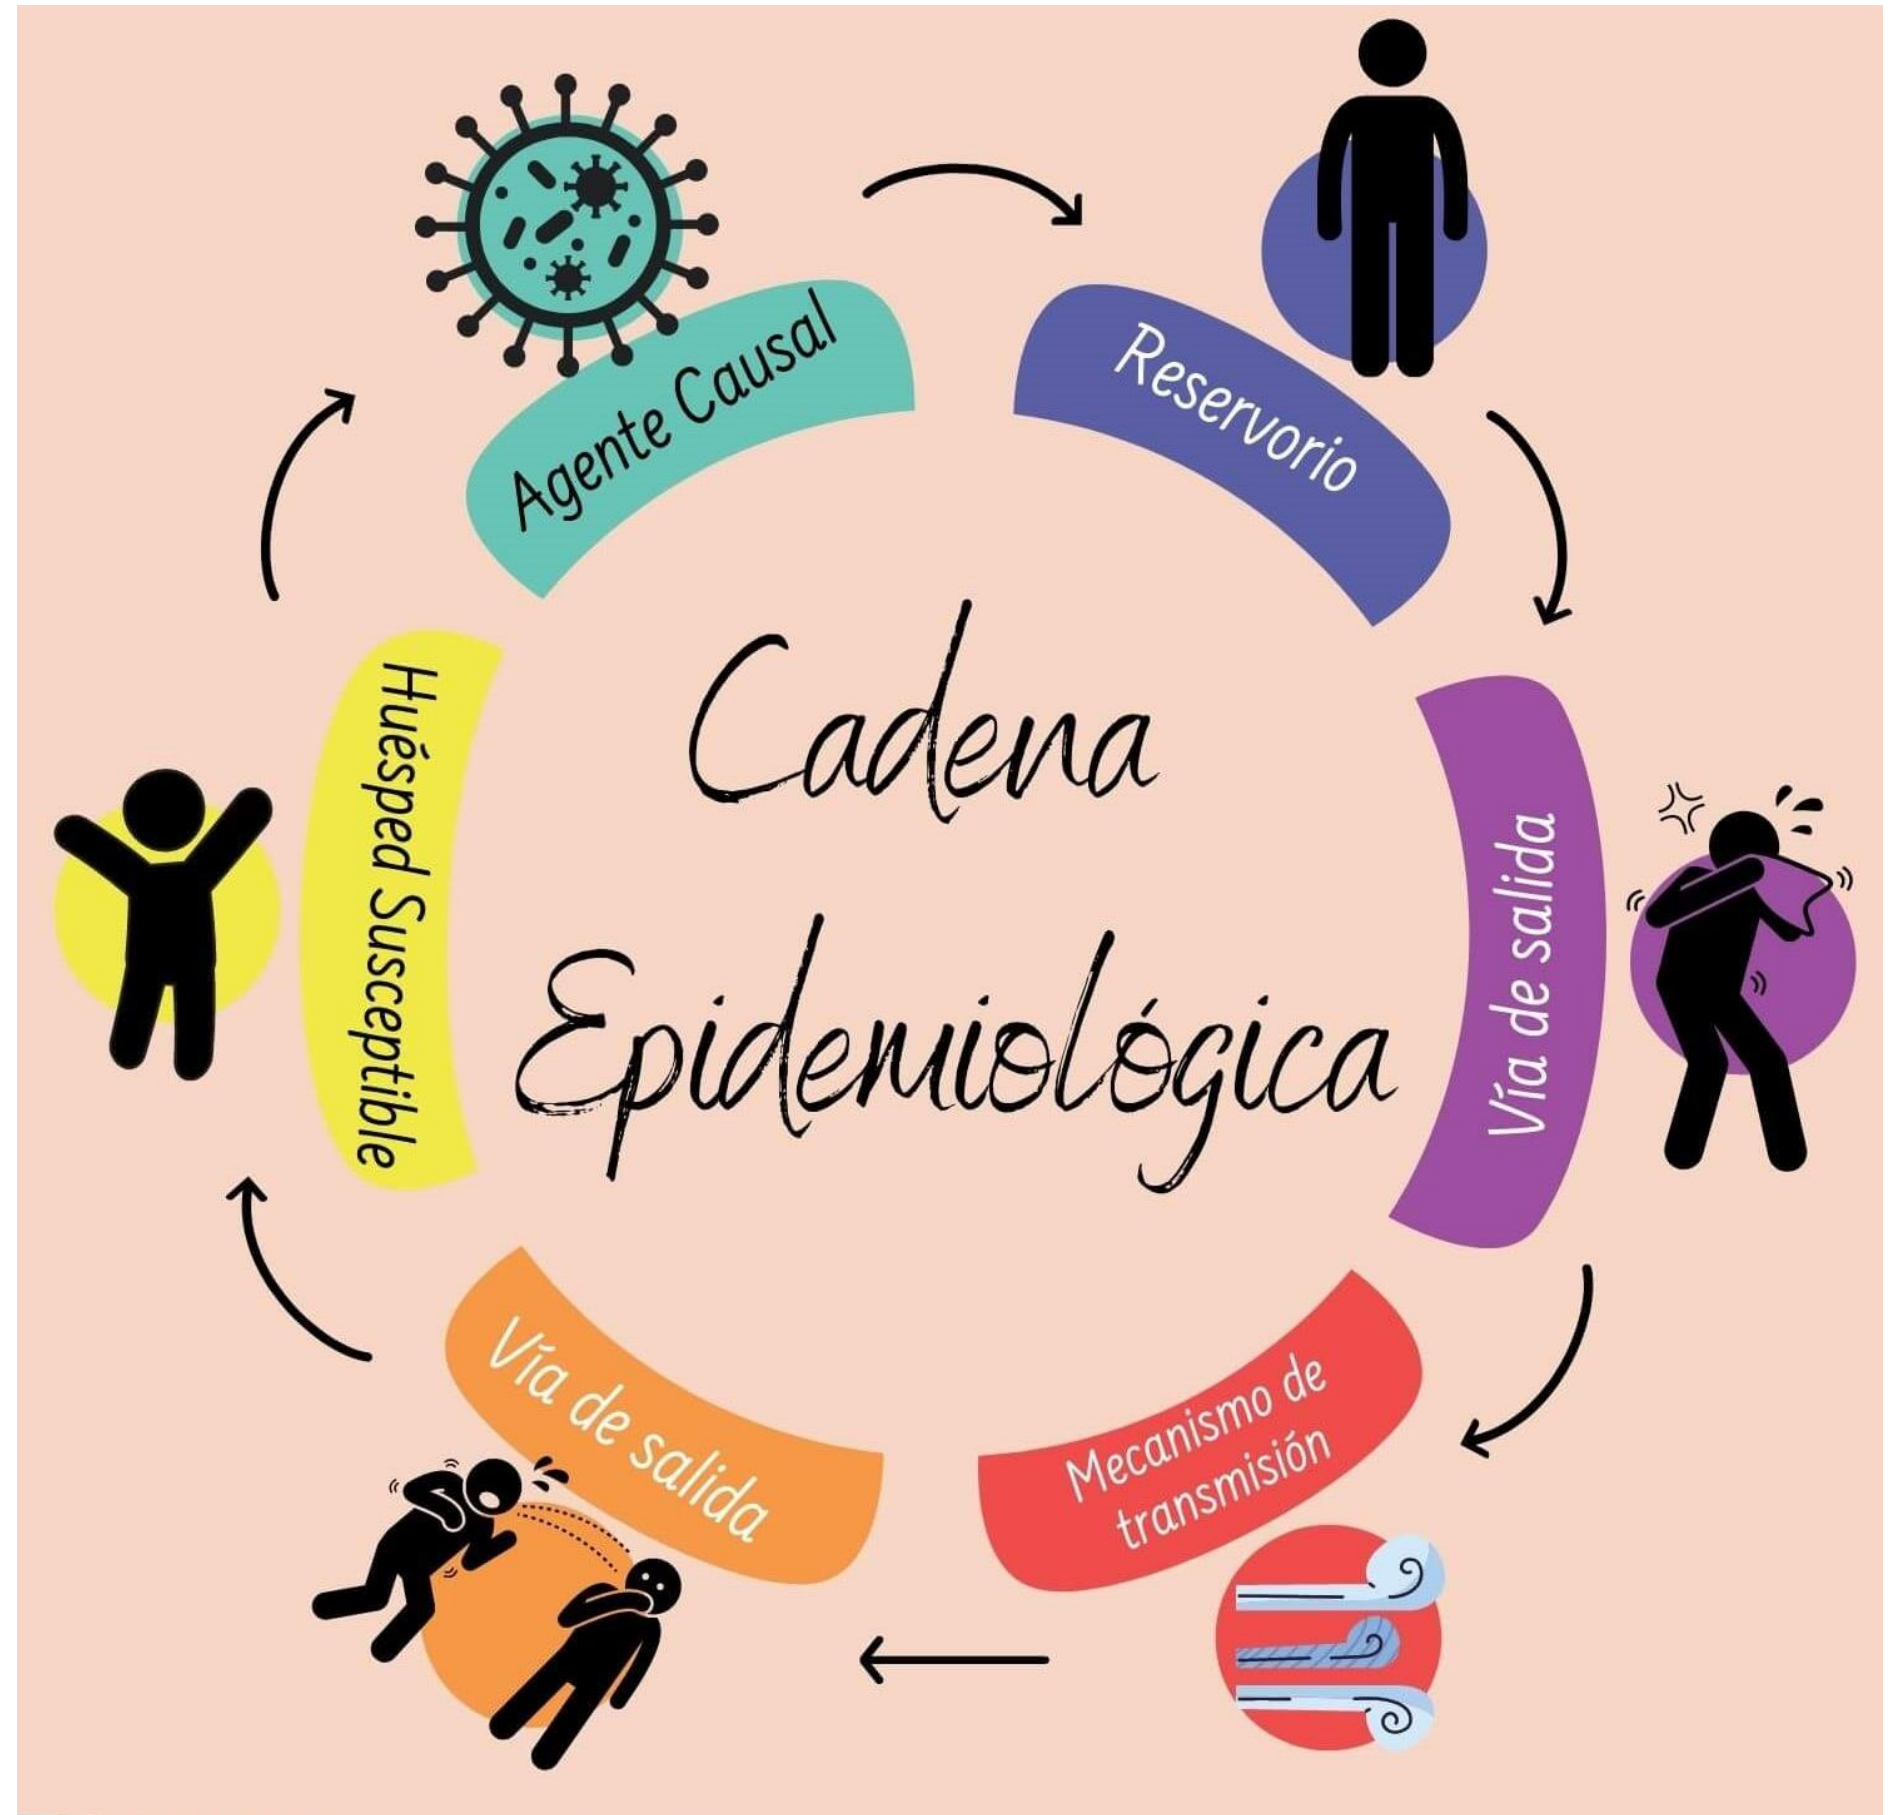 Agente Causal
Reservorio
Vía de salida
Mecanismo de
transmisión
Vía de salida
Huésped Susceptible
Cadena
Epidemiológica